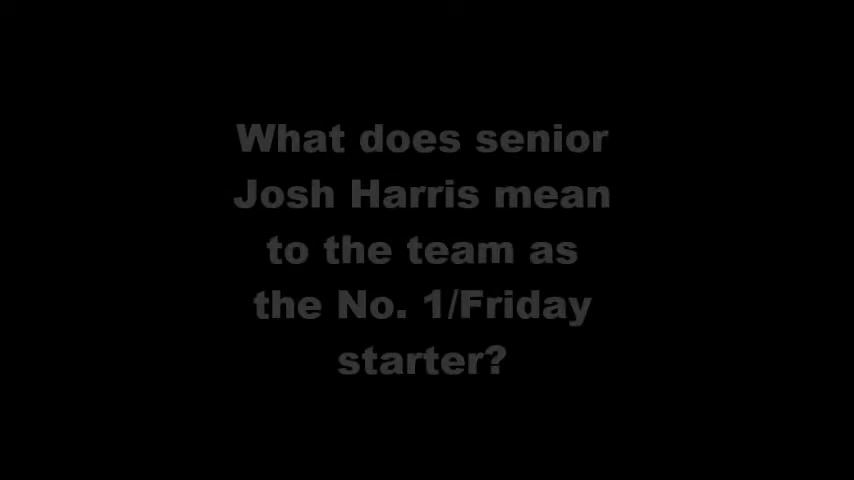 What does senior
Josh Harris mean
to the team as
the No. 1/Friday
starter?